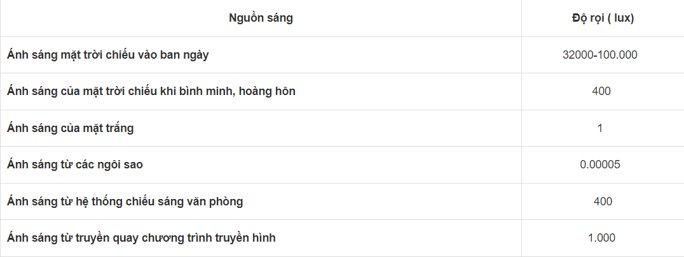 Nguồn sáng Độ rọi ( lux)
Ánh sáng mặt trời chiếu vào ban ngày 32000-100.000
Ánh sáng của mặt trời chiếu khi bình minh, hoàng hôn 400
Ánh sáng của mặt trắng 1
Ánh sáng từ các ngôi sao 0.00005
Ánh sáng từ hệ thống chiếu sáng văn phòng 400
Ánh sáng từ truyền quay chương trình truyền hình 1.000